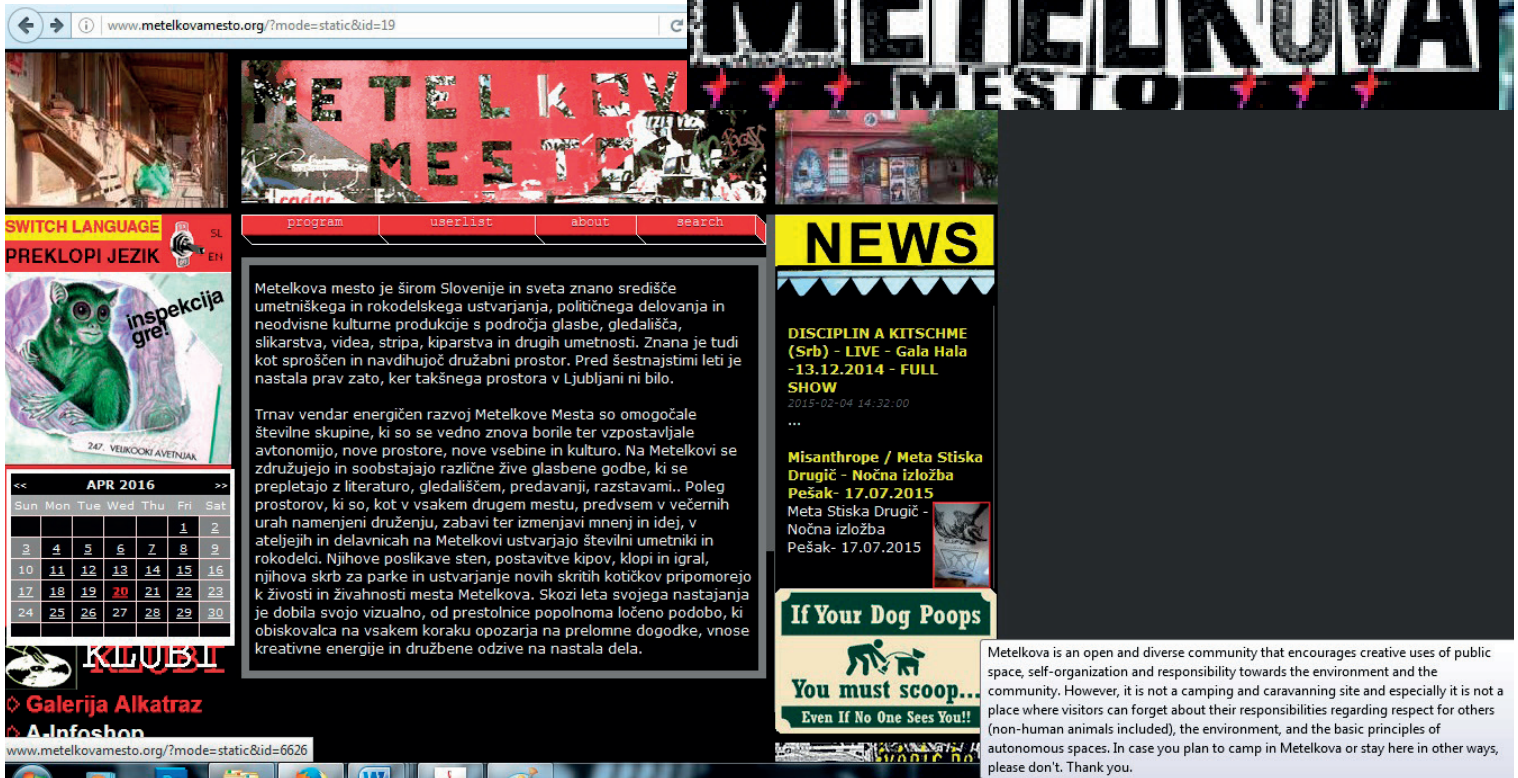 www.metelkovamesto.org/?mode=static&id=19
METELKOVA
MESTO
METELKOV
MESTO
SWITCH LANGUAGE
SL
PREKLOPI JEZIK
EN
program
userlist
about
search
inspekcija
gre!
247. VELIKOOKI AVETNJAK
<< APR 2016 >>
Sun Mon Tue Wed Thu Fri Sat
1 2
3 4 5 6 7 8 9
10 11 12 13 14 15 16
17 18 19 20 21 22 23
24 25 26 27 28 29 30
KLUBI
Galerija Alkatraz
A-Infoshop
www.metelkovamesto.org/?mode=static&id=6626
Metelkova mesto je širom Slovenije in sveta znano središče
umetniškega in rokodelskega ustvarjanja, političnega delovanja in
neodvisne kulturne produkcije s področja glasbe, gledališča,
slikarstva, videa, stripa, kiparstva in drugih umetnosti. Znana je tudi
kot sproščen in navdihujoč družabni prostor. Pred šestnajstimi leti je
nastala prav zato, ker takšnega prostora v Ljubljani ni bilo.
Trnav vendar energičen razvoj Metelkove Mesta so omogočale
številne skupine, ki so se vedno znova borile ter vzpostavljale
avtonomijo, nove prostore, nove vsebine in kulturo. Na Metelkovi se
združujejo in soobstajajo različne žive glasbene godbe, ki se
prepletajo z literaturo, gledališčem, predavanji, razstavami.. Poleg
prostorov, ki so, kot v vsakem drugem mestu, predvsem v večernih
urah namenjeni druženju, zabavi ter izmenjavi mnenj in idej, v
ateljejih in delavnicah na Metelkovi ustvarjajo številni umetniki in
rokodelci. Njihove poslikave sten, postavitve kipov, klopi in igral,
njihova skrb za parke in ustvarjanje novih skritih kotičkov pripomorejo
k živosti in živahnosti mesta Metelkova. Skozi leta svojega nastajanja
je dobila svojo vizualno, od prestolnice popolnoma ločeno podobo, ki
obiskovalca na vsakem koraku opozarja na prelomne dogodke, vnose
kreativne energije in družbene odzive na nastala dela.
NEWS
DISCIPLIN A KITSCHME
(Srb) - LIVE - Gala Hala
-13.12.2014 - FULL
SHOW
2015-02-04 14:32:00
...
Misanthrope / Meta Stiska
Drugič - Nočna izložba
Pešak- 17.07.2015
Meta Stiska Drugič -
Nočna izložba
Pešak- 17.07.2015
If Your Dog Poops
You must scoop...
Even If No One Sees You!!
Metelkova is an open and diverse community that encourages creative uses of public
space, self-organization and responsibility towards the environment and the
community. However, it is not a camping and caravanning site and especially it is not a
place where visitors can forget about their responsibilities regarding respect for others
(non-human animals included), the environment, and the basic principles of
autonomous spaces. In case you plan to camp in Metelkova or stay here in other ways,
please don't. Thank you.